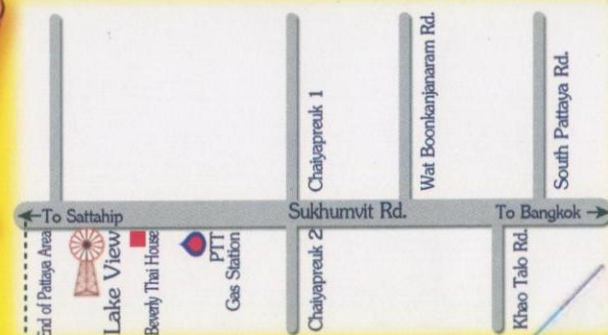 Chaiyapreuk 1
Wat Boonkanjanaram Rd.
South Pattaya Rd.
To Sattahip
Sukhumvit Rd.
To Bangkok
End of Pattaya Area
Lake View
Beverly Thai House
PTT
Gas Station
Chaiyapreuk 2
Khao Talo Rd.